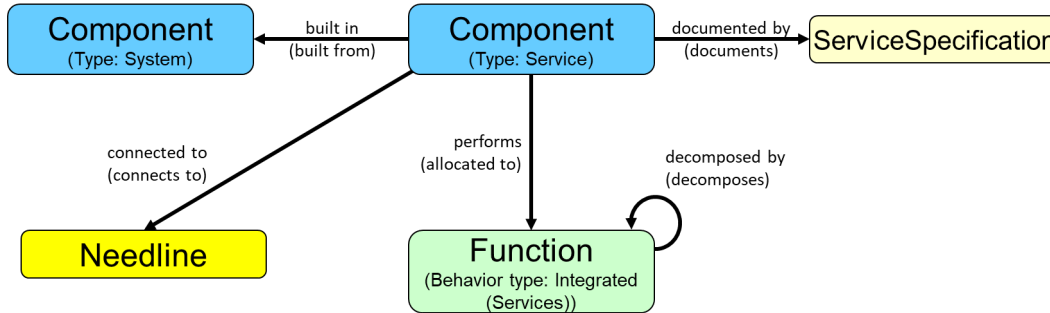 Component
(Type: System)
built in
(built from)
Component
(Type: Service)
documented by
(documents)
ServiceSpecification
connected to
(connects to)
performs
(allocated to)
decomposed by
(decomposes)
Needline
Function
(Behavior type: Integrated
(Services))